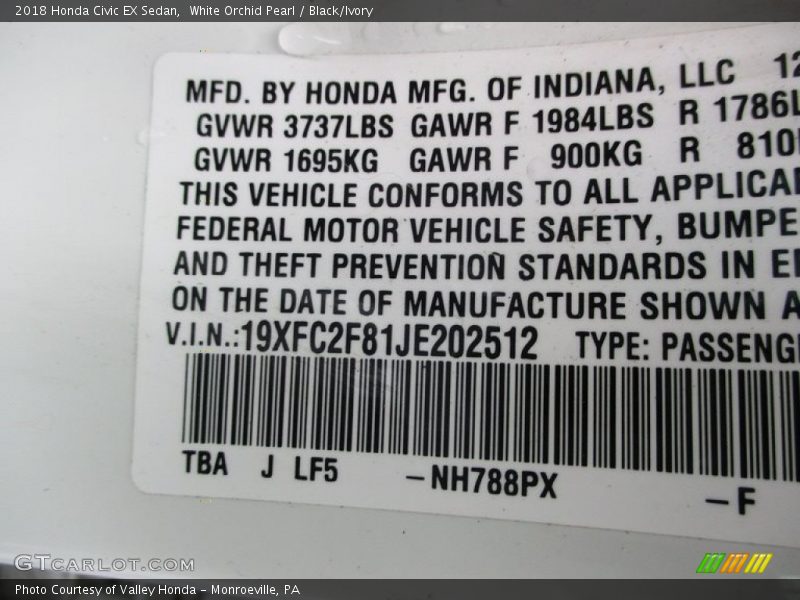 2018 Honda Civic EX Sedan,  White Orchid Pearl / Black/Ivory
MFD. BY HONDA MFG. OF INDIANA, LLC 12
GVWR 3737LBS GAWR F 1984LBS R 1786L
GVWR 1695KG GAWR F 900KG R 810
THIS VEHICLE CONFORMS TO ALL APPLICA
FEDERAL MOTOR VEHICLE SAFETY, BUMPE
AND THEFT PREVENTION STANDARDS IN E
ON THE DATE OF MANUFACTURE SHOWN A
V.I.N.:19XFC2F81JE202512 TYPE: PASSENG
TBA J LF5 –NH788PX –F
GTCARLOT.COM
Photo Courtesy of Valley Honda – Monroeville, PA